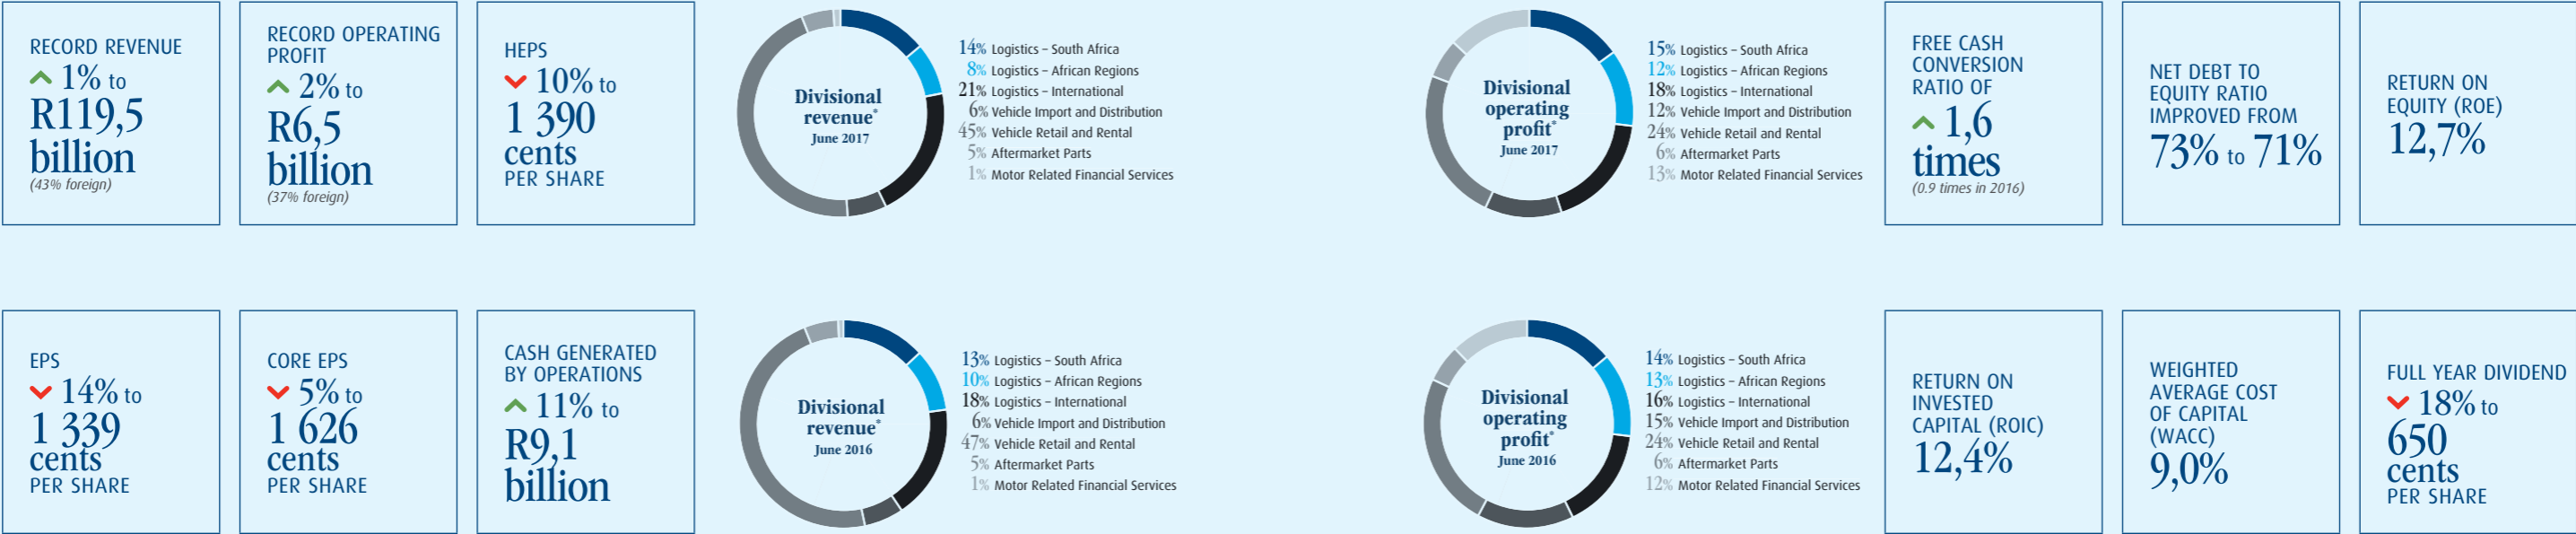 RECORD REVENUE
1% to
R119,5
billion
(43% foreign)
RECORD OPERATING
PROFIT
2% to
R6,5
billion
(37% foreign)
HEPS
10% to
1 390
cents
PER SHARE
Divisional
revenue*
June 2017
14% Logistics – South Africa
8% Logistics – African Regions
21% Logistics – International
6% Vehicle Import and Distribution
45% Vehicle Retail and Rental
5% Aftermarket Parts
1% Motor Related Financial Services
Divisional
operating
profit*
June 2017
15% Logistics – South Africa
12% Logistics – African Regions
18% Logistics – International
12% Vehicle Import and Distribution
24% Vehicle Retail and Rental
6% Aftermarket Parts
13% Motor Related Financial Services
FREE CASH
CONVERSION
RATIO OF
1,6
times
(0.9 times in 2016)
NET DEBT TO
EQUITY RATIO
IMPROVED FROM
73% to 71%
RETURN ON
EQUITY (ROE)
12,7%
EPS
14% to
1 339
cents
PER SHARE
CORE EPS
5% to
1 626
cents
PER SHARE
CASH GENERATED
BY OPERATIONS
11% to
R9,1
billion
Divisional
revenue*
June 2016
13% Logistics – South Africa
10% Logistics – African Regions
18% Logistics – International
6% Vehicle Import and Distribution
47% Vehicle Retail and Rental
5% Aftermarket Parts
1% Motor Related Financial Services
Divisional
operating
profit*
June 2016
14% Logistics – South Africa
13% Logistics – African Regions
16% Logistics – International
15% Vehicle Import and Distribution
24% Vehicle Retail and Rental
6% Aftermarket Parts
12% Motor Related Financial Services
RETURN ON
INVESTED
CAPITAL (ROIC)
12,4%
WEIGHTED
AVERAGE COST
OF CAPITAL
(WACC)
9,0%
FULL YEAR DIVIDEND
18% to
650
cents
PER SHARE